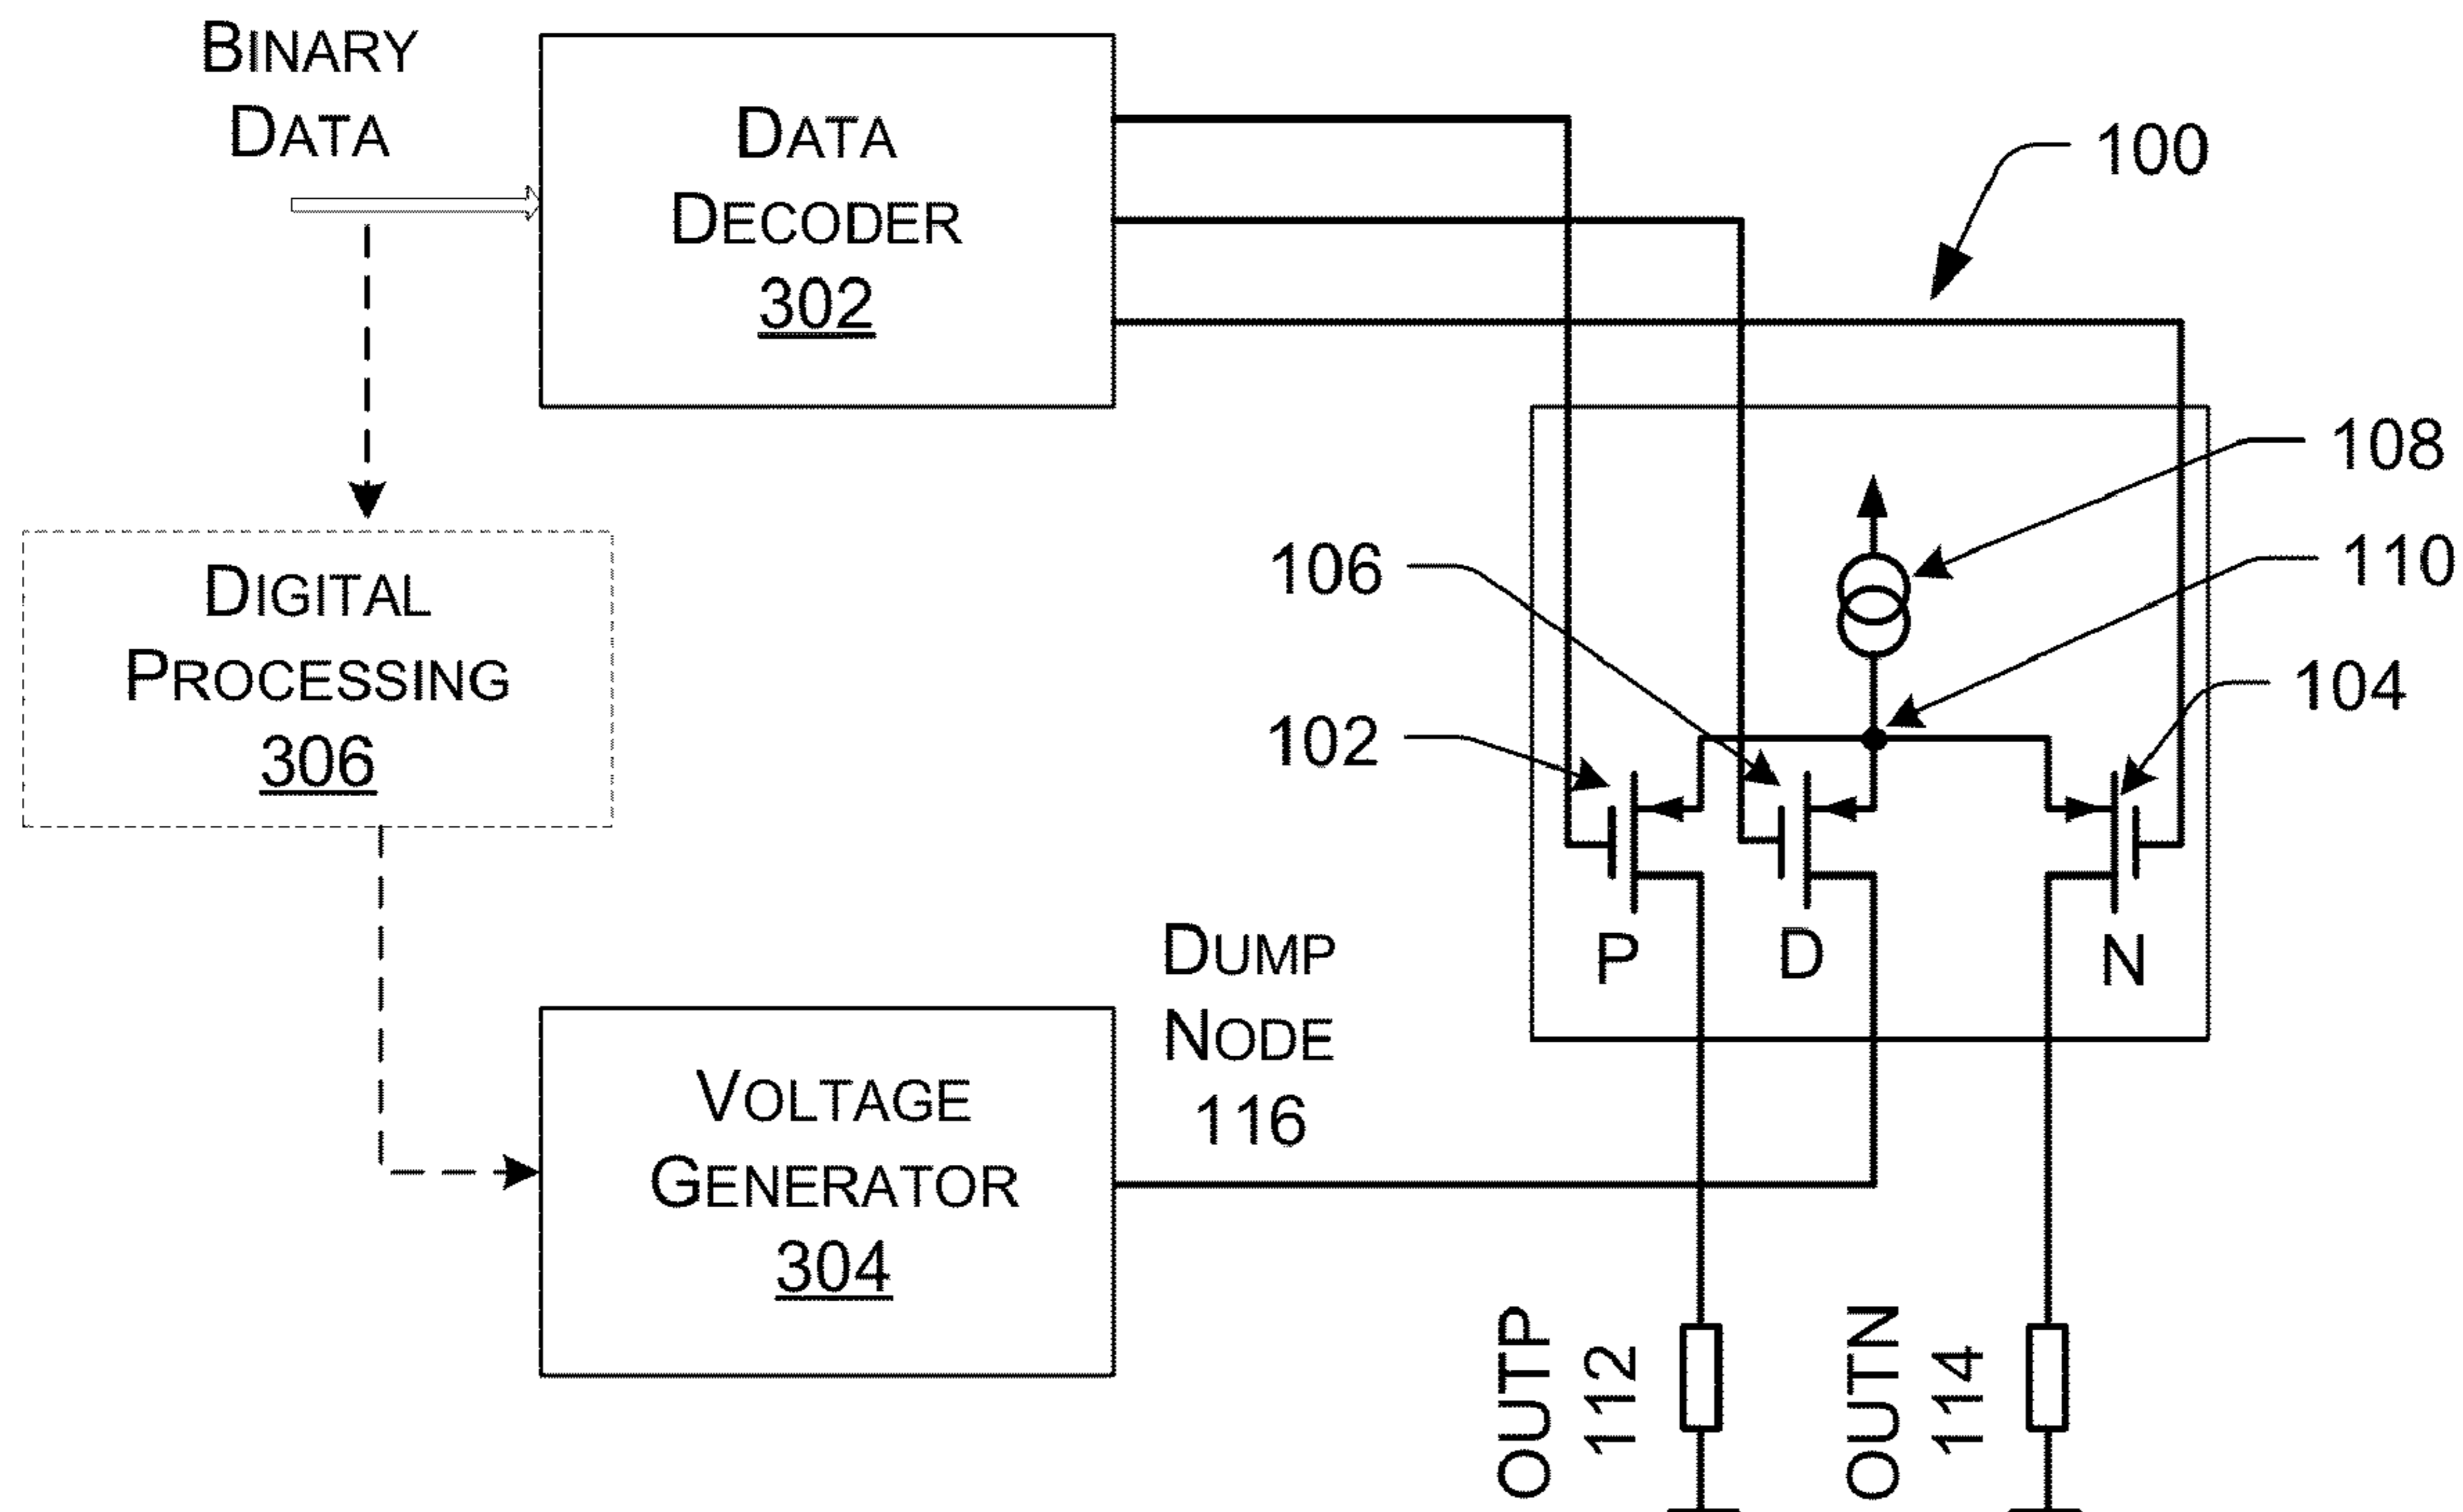 BINARY
DATA
DATA
DECODER
302
100
108
110
106
104
102
DIGITAL
PROCESSING
306
P
D
N
DUMP
NODE
116
VOLTAGE
GENERATOR
304
OUTP
112
OUTN
114